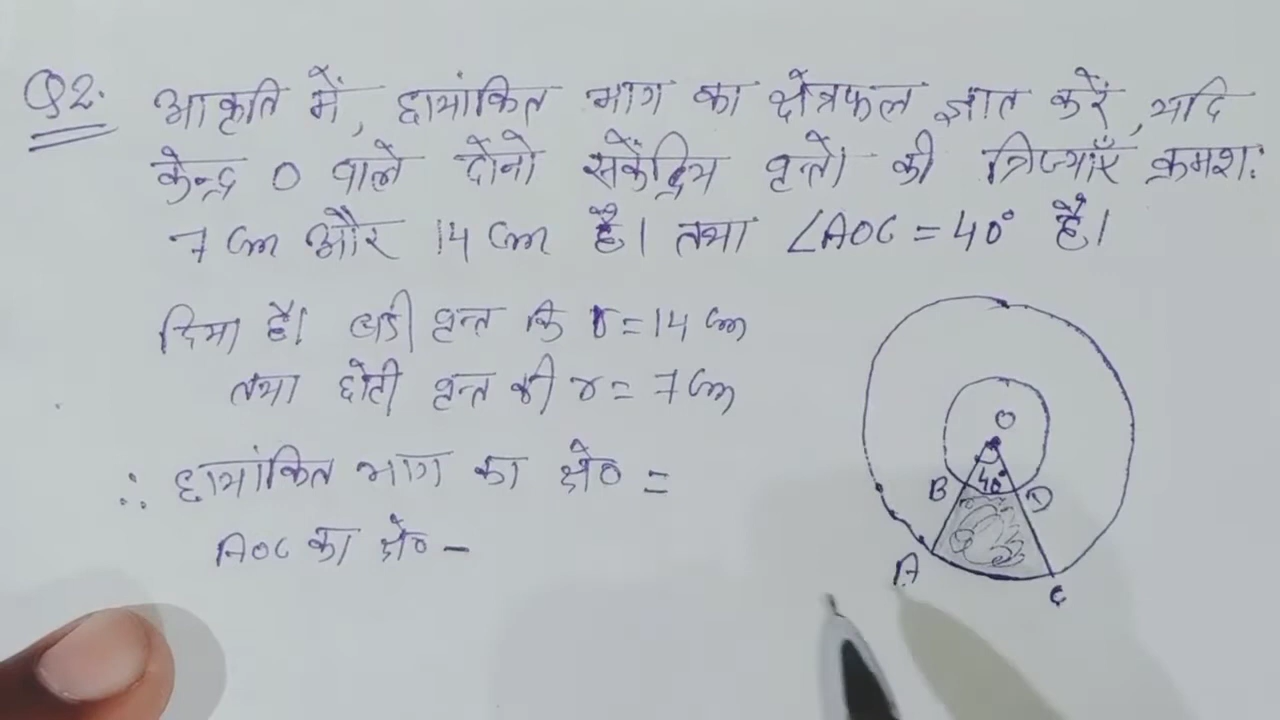 Q2. आकृति में, छायांकित भाग का क्षेत्रफल ज्ञात करें, यदि
केन्द्र O वाले दोनो सकेंद्रिय वृत्तो की त्रिज्याएँ क्रमश:
7 cm और 14 cm है। तथा ∠AOC = 40° है।
दिया है। बड़ी वृत्त कि r = 14 cm
तथा छोटी वृत्त की r = 7 cm
∴ छायांकित भाग का क्षे० =
AOC का क्षे० -
O
40°
B D
A
C